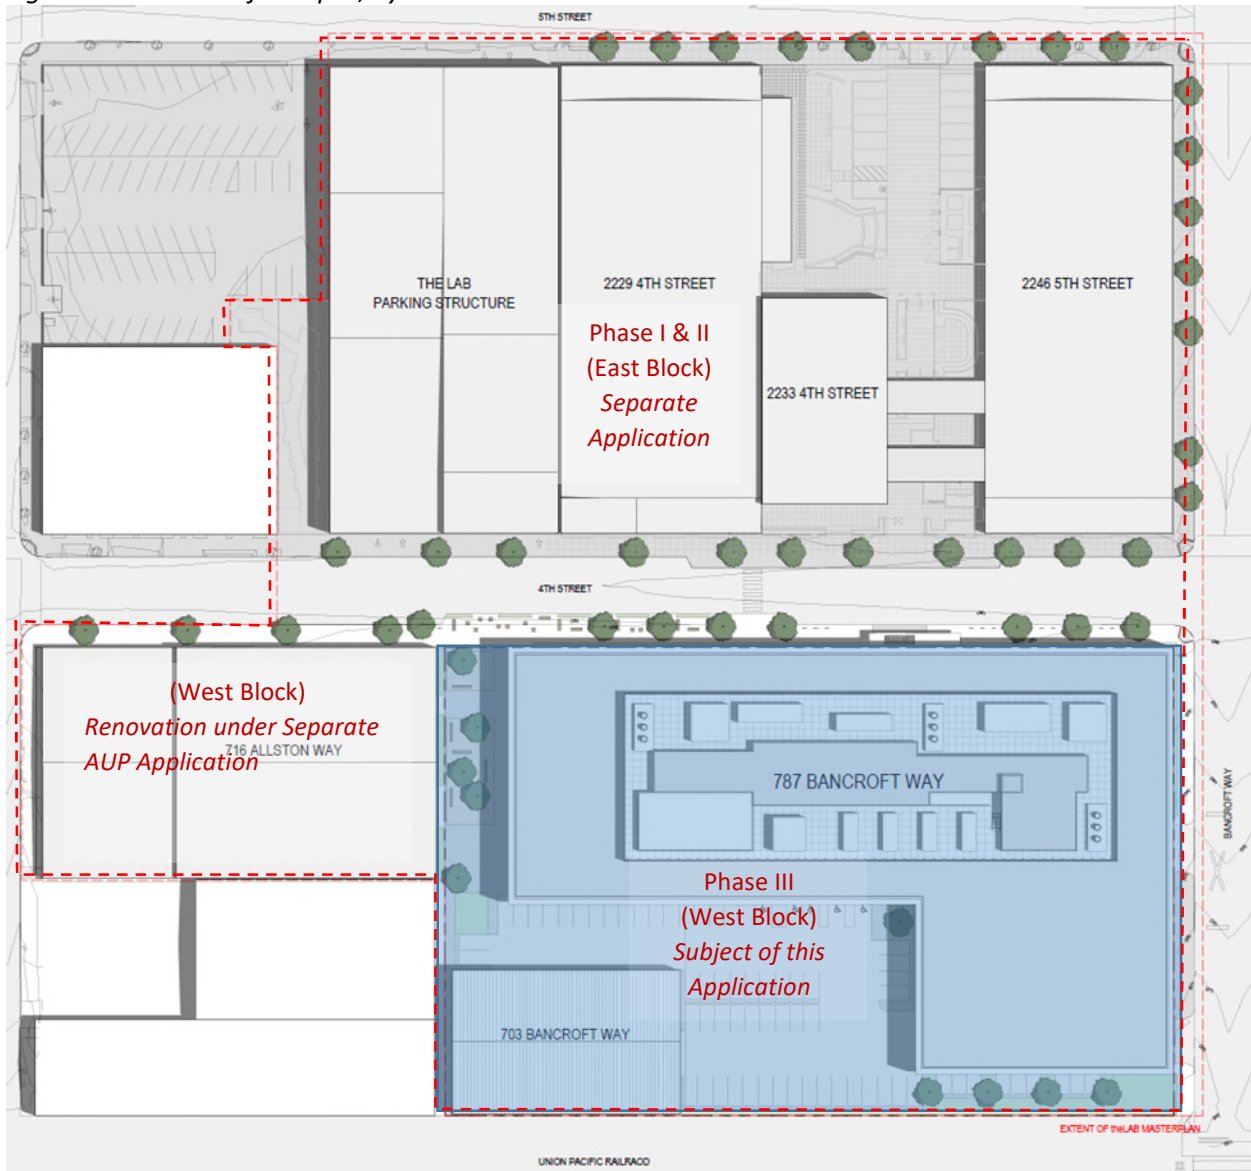 5TH STREET
THE LAB
PARKING STRUCTURE
2229 4TH STREET
2246 5TH STREET
Phase I & II
(East Block)
Separate
Application
2233 4TH STREET
4TH STREET
(West Block)
Renovation under Separate
716 ALLSTON WAY
AUP Application
787 BANCROFT WAY
BANCROFT WAY
Phase III
(West Block)
Subject of this
Application
703 BANCROFT WAY
EXTENT OF theLAB MASTERPLAN
UNION PACIFIC RAILRAOD